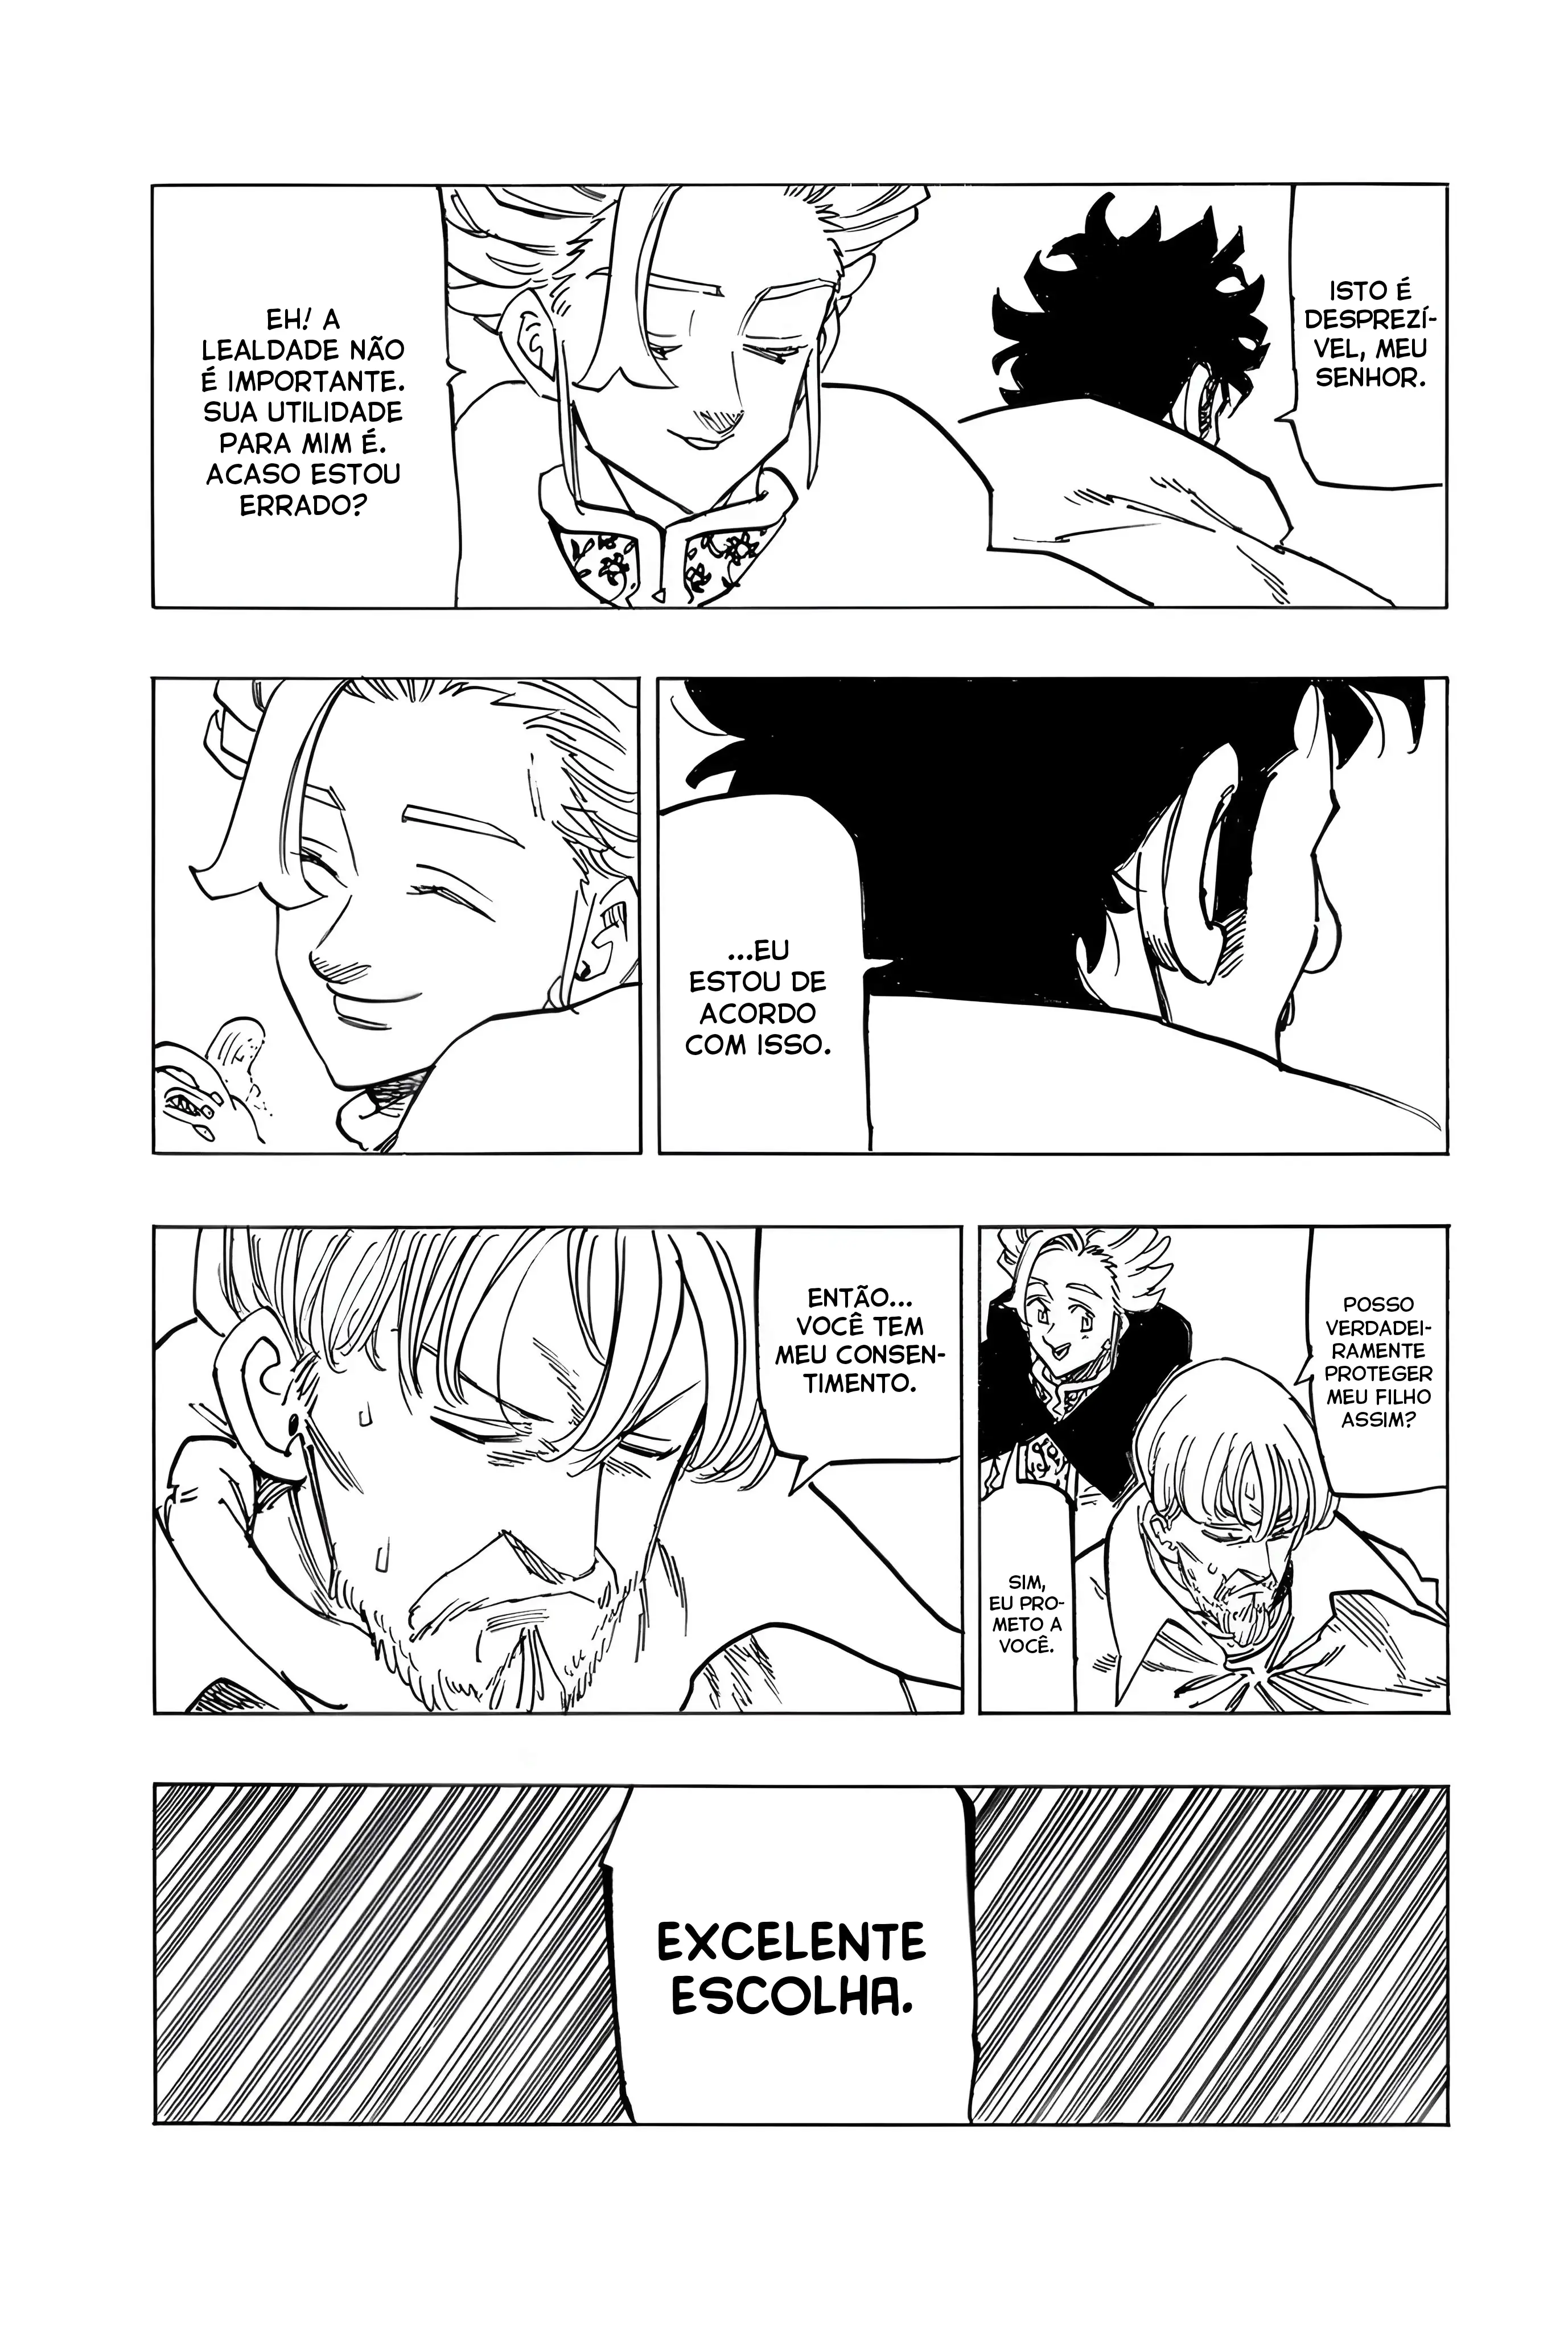 ISTO É
DESPREZÍ-
VEL, MEU
SENHOR.
EH! A
LEALDADE NÃO
É IMPORTANTE.
SUA UTILIDADE
PARA MIM É.
ACASO ESTOU
ERRADO?
...EU
ESTOU DE
ACORDO
COM ISSO.
POSSO
VERDADEI-
RAMENTE
PROTEGER
MEU FILHO
ASSIM?
SIM,
EU PRO-
METO A
VOCÊ.
ENTÃO...
VOCÊ TEM
MEU CONSEN-
TIMENTO.
EXCELENTE
ESCOLHA.